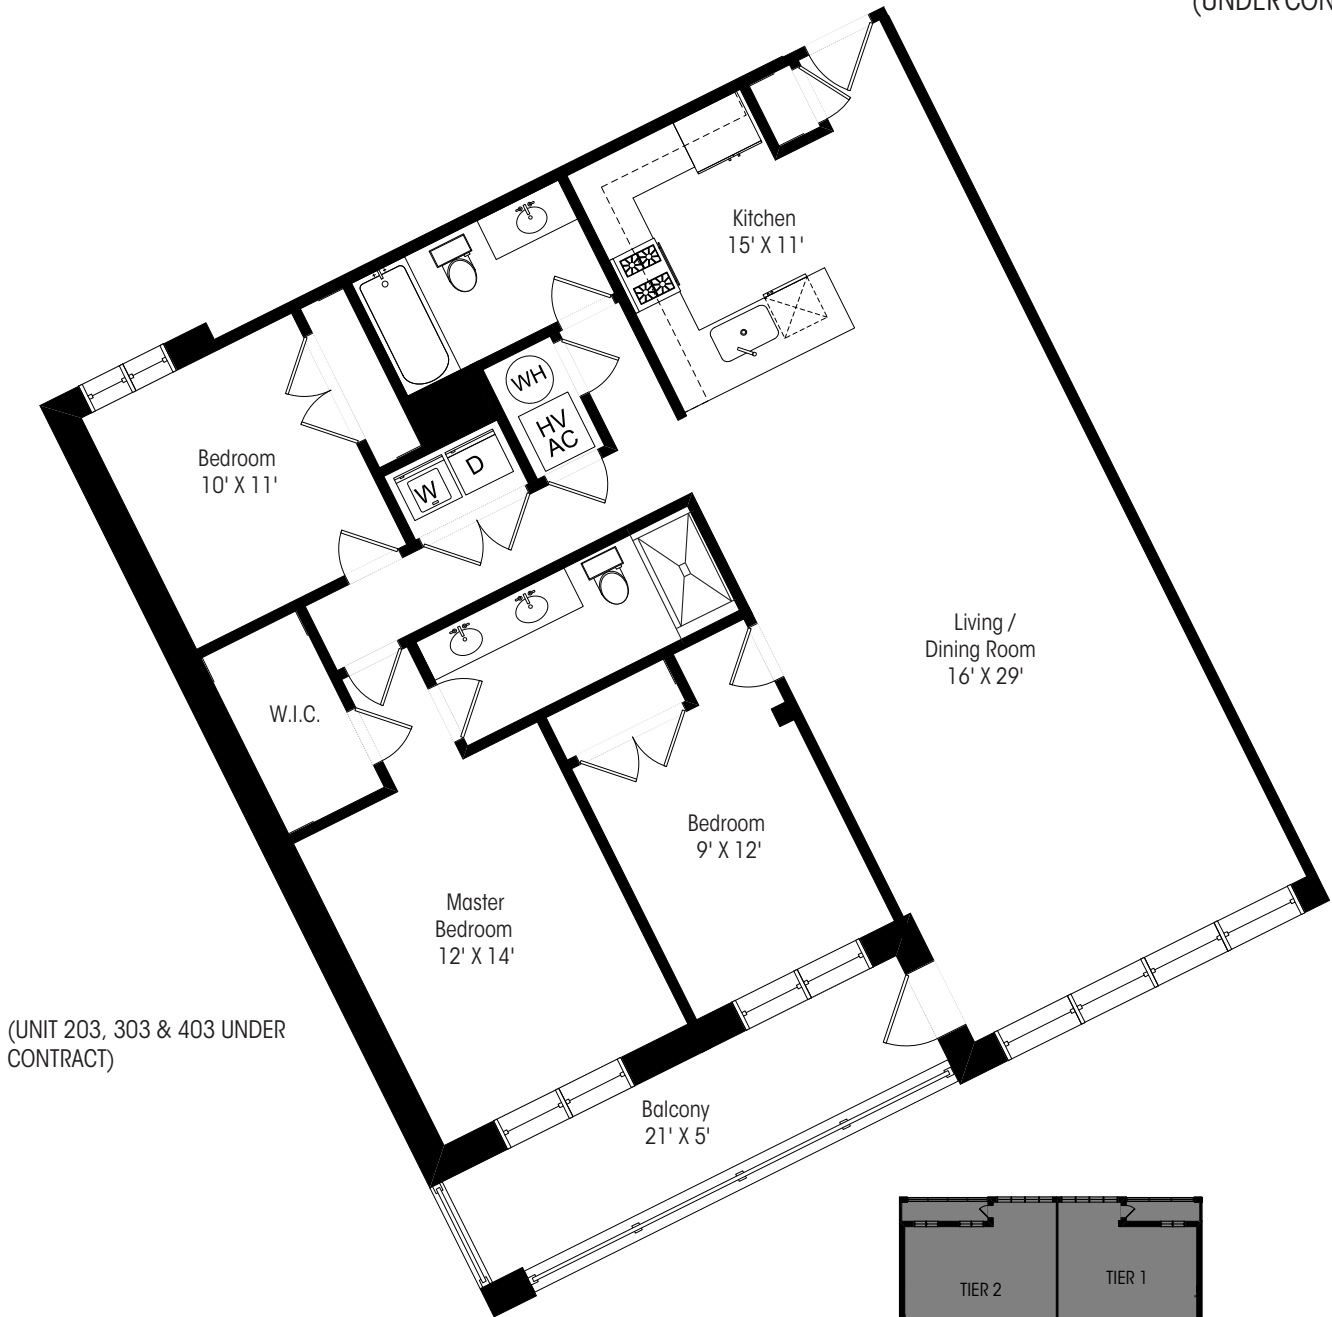 (UNDER CON
Kitchen
15' X 11'
WH
HV
AC
D
W
Bedroom
10' X 11'
Living /
Dining Room
16' X 29'
W.I.C.
Bedroom
9' X 12'
Master
Bedroom
12' X 14'
(UNIT 203, 303 & 403 UNDER
CONTRACT)
Balcony
21' X 5'
TIER 2
TIER 1